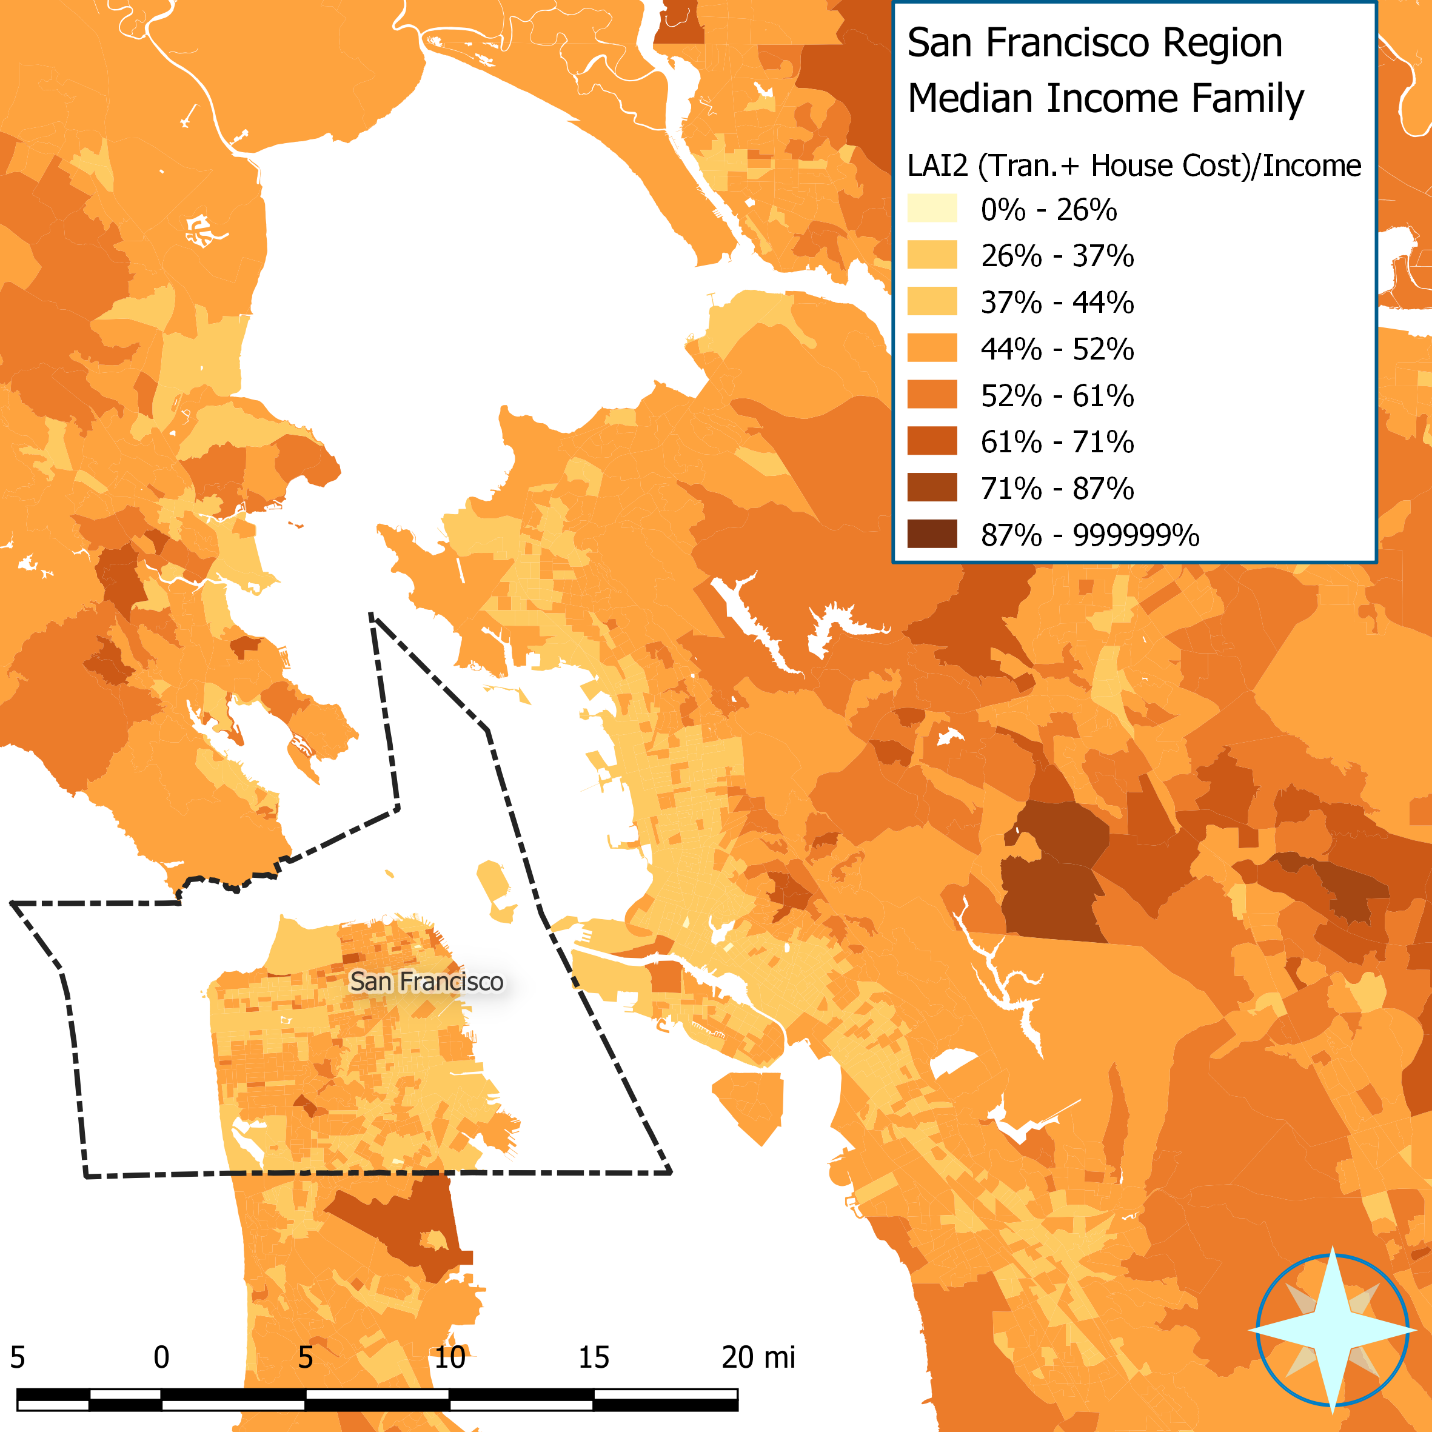 San Francisco Region
Median Income Family
LAI2 (Tran.+ House Cost)/Income
0% - 26%
26% - 37%
37% - 44%
44% - 52%
52% - 61%
61% - 71%
71% - 87%
87% - 999999%
San Francisco
5 0 5 10 15 20 mi